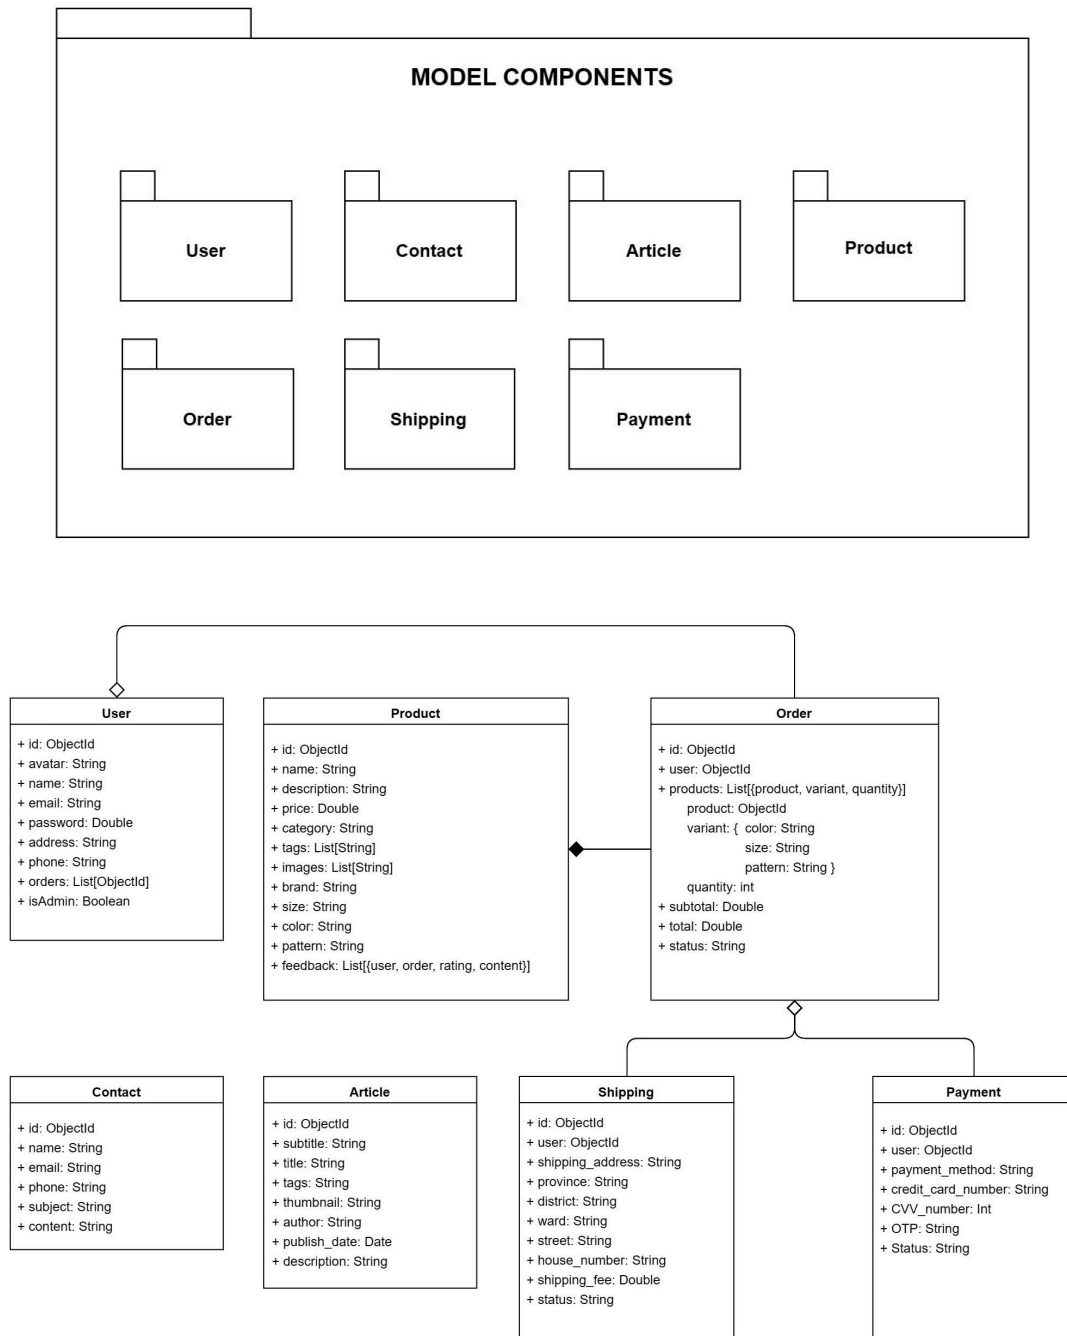 MODEL COMPONENTS
User
Contact
Article
Product
Order
Shipping
Payment
User
+ id: ObjectId
+ avatar: String
+ name: String
+ email: String
+ password: Double
+ address: String
+ phone: String
+ orders: List[ObjectId]
+ isAdmin: Boolean
Product
+ id: ObjectId
+ name: String
+ description: String
+ price: Double
+ category: String
+ tags: List[String]
+ images: List[String]
+ brand: String
+ size: String
+ color: String
+ pattern: String
+ feedback: List[{user, order, rating, content}]
Order
+ id: ObjectId
+ user: ObjectId
+ products: List[{product, variant, quantity}]
product: ObjectId
variant: { color: String
size: String
pattern: String }
quantity: int
+ subtotal: Double
+ total: Double
+ status: String
Contact
+ id: ObjectId
+ name: String
+ email: String
+ phone: String
+ subject: String
+ content: String
Article
+ id: ObjectId
+ subtitle: String
+ title: String
+ tags: String
+ thumbnail: String
+ author: String
+ publish_date: Date
+ description: String
Shipping
+ id: ObjectId
+ user: ObjectId
+ shipping_address: String
+ province: String
+ district: String
+ ward: String
+ street: String
+ house_number: String
+ shipping_fee: Double
+ status: String
Payment
+ id: ObjectId
+ user: ObjectId
+ payment_method: String
+ credit_card_number: String
+ CVV_number: Int
+ OTP: String
+ Status: String